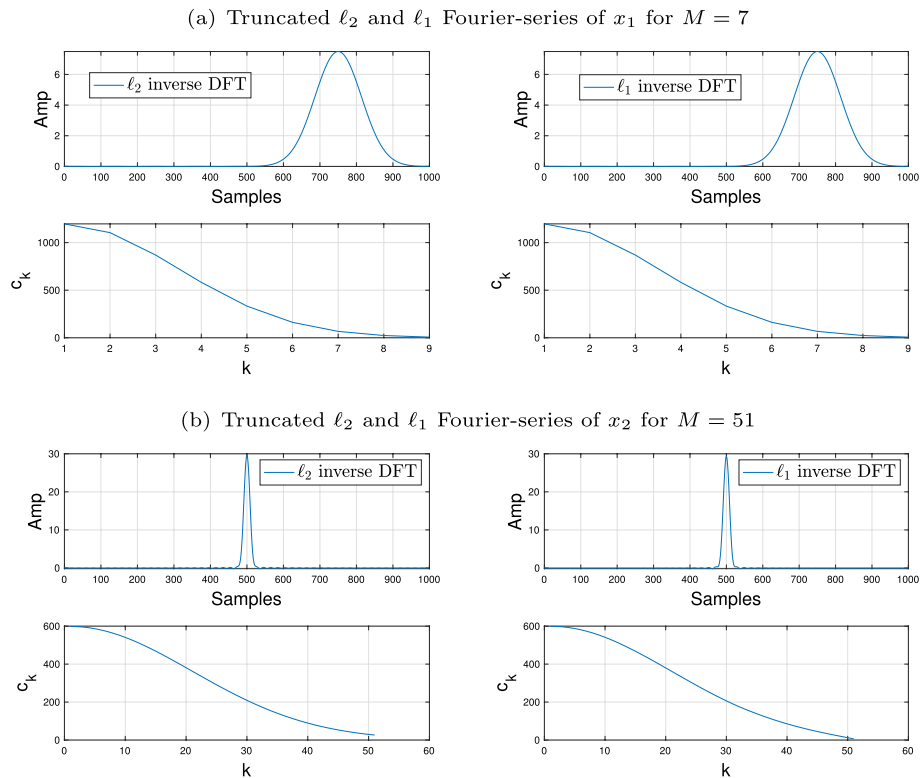 (a) Truncated ℓ2 and ℓ1 Fourier-series of x1 for M = 7
Amp
6
4
2
0
ℓ2 inverse DFT
0 100 200 300 400 500 600 700 800 900 1000
Samples
Amp
6
4
2
0
ℓ1 inverse DFT
0 100 200 300 400 500 600 700 800 900 1000
Samples
ck
1000
500
0
1 2 3 4 5 6 7 8 9
k
ck
1000
500
0
1 2 3 4 5 6 7 8 9
k
(b) Truncated ℓ2 and ℓ1 Fourier-series of x2 for M = 51
Amp
30
20
10
0
ℓ2 inverse DFT
0 100 200 300 400 500 600 700 800 900 1000
Samples
Amp
30
20
10
0
ℓ1 inverse DFT
0 100 200 300 400 500 600 700 800 900 1000
Samples
ck
600
400
200
0
0 10 20 30 40 50 60
k
ck
600
400
200
0
0 10 20 30 40 50 60
k